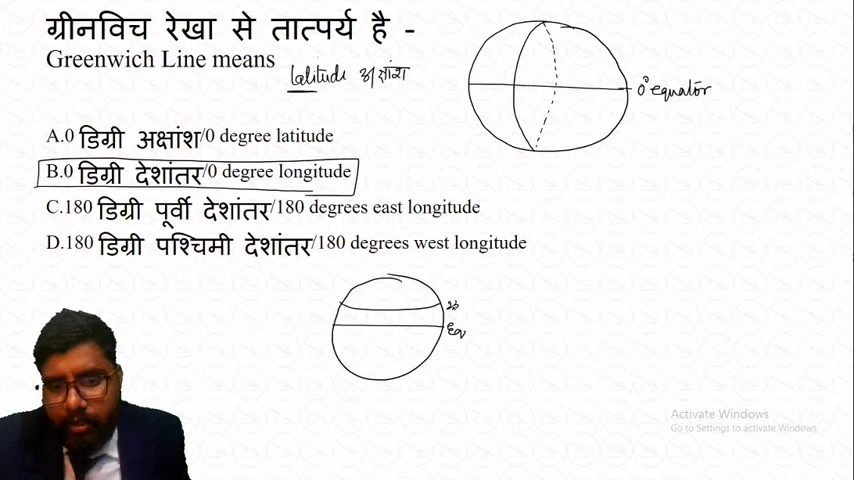 ग्रीनविच रेखा से तात्पर्य है -
Greenwich Line means
latitude अक्षांश
0° equator
A.0 डिग्री अक्षांश/0 degree latitude
B.0 डिग्री देशांतर/0 degree longitude
C.180 डिग्री पूर्वी देशांतर/180 degrees east longitude
D.180 डिग्री पश्चिमी देशांतर/180 degrees west longitude
Eq
Activate Windows
Go to Settings to activate Windows.